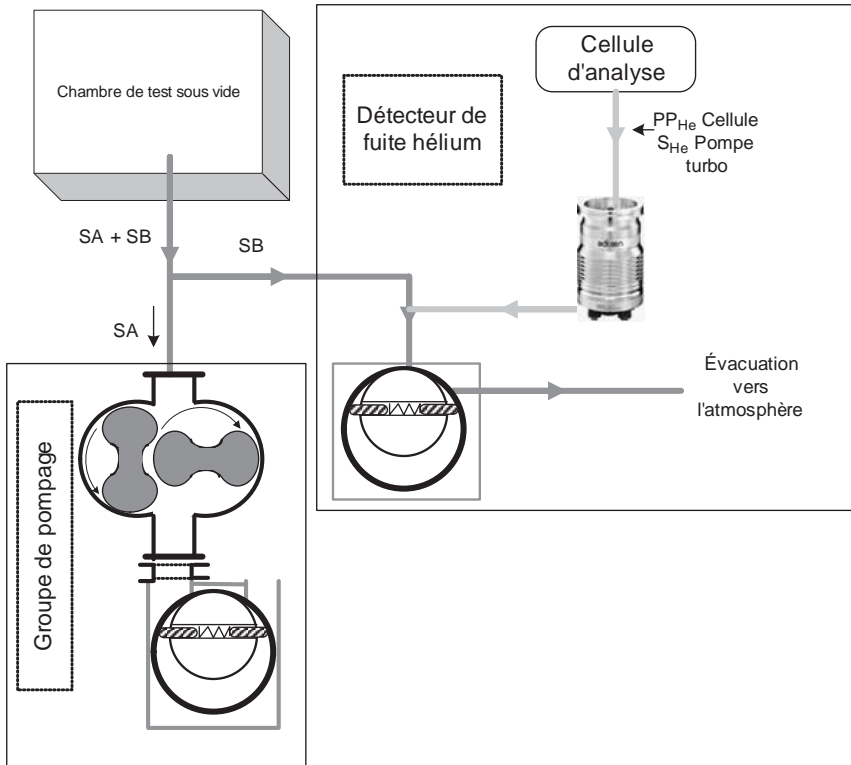 Chambre de test sous vide
Cellule
d'analyse
Détecteur de
fuite hélium
PPHe Cellule
SHe Pompe
turbo
SA + SB
SB
SA
Évacuation
vers
l'atmosphère
Groupe de pompage
adixen